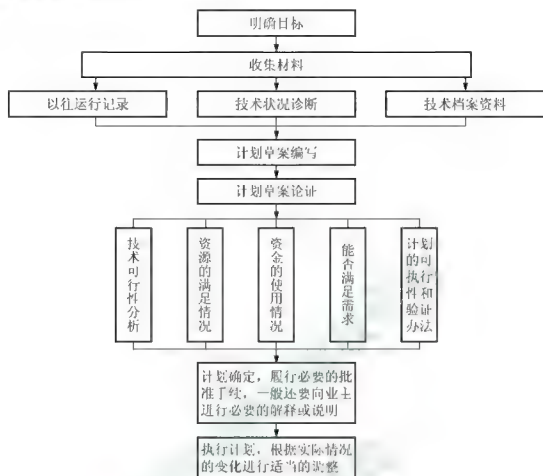 明确目标
收集材料
以往运行记录
技术状况诊断
技术档案资料
计划草案编写
计划草案论证
技术可行性分析
资源的满足情况
资金的使用情况
能否满足需求
计划的可执行性和验证办法
计划确定，履行必要的批
准手续，一般还要向业主
进行必要的解释或说明
执行计划，根据实际情况
的变化进行适当的调整